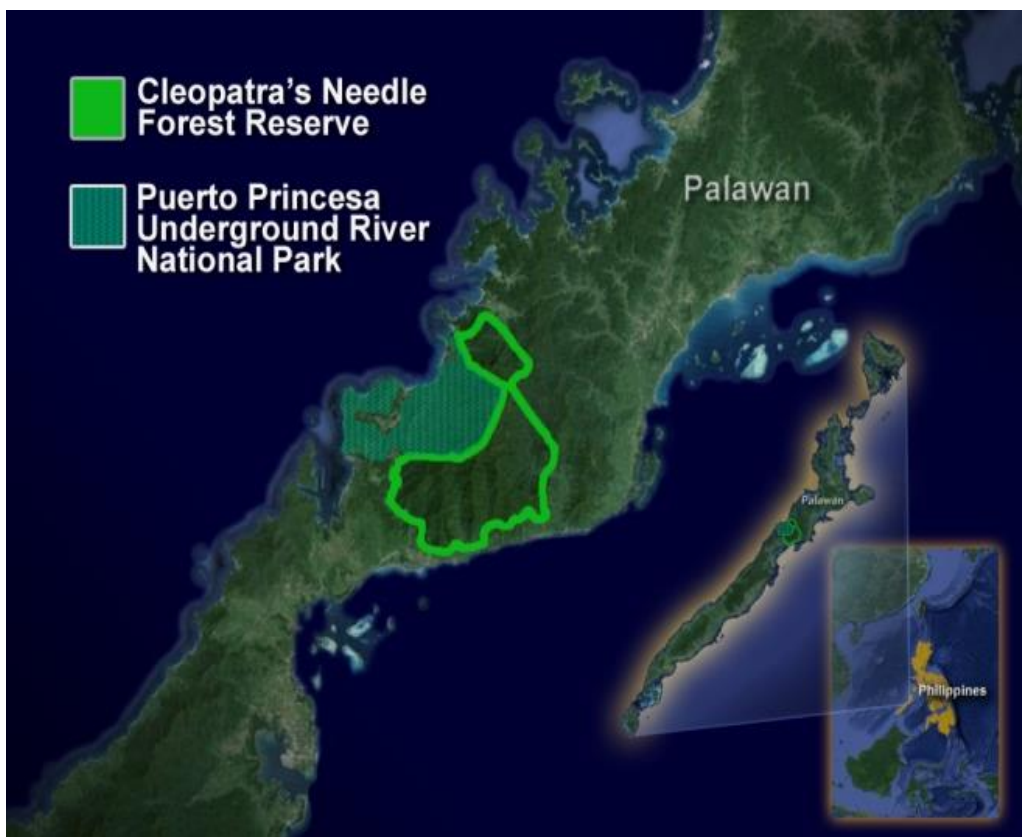 Cleopatra's Needle
Forest Reserve
Puerto Princesa
Underground River
National Park
Palawan
Palawan
Philippines